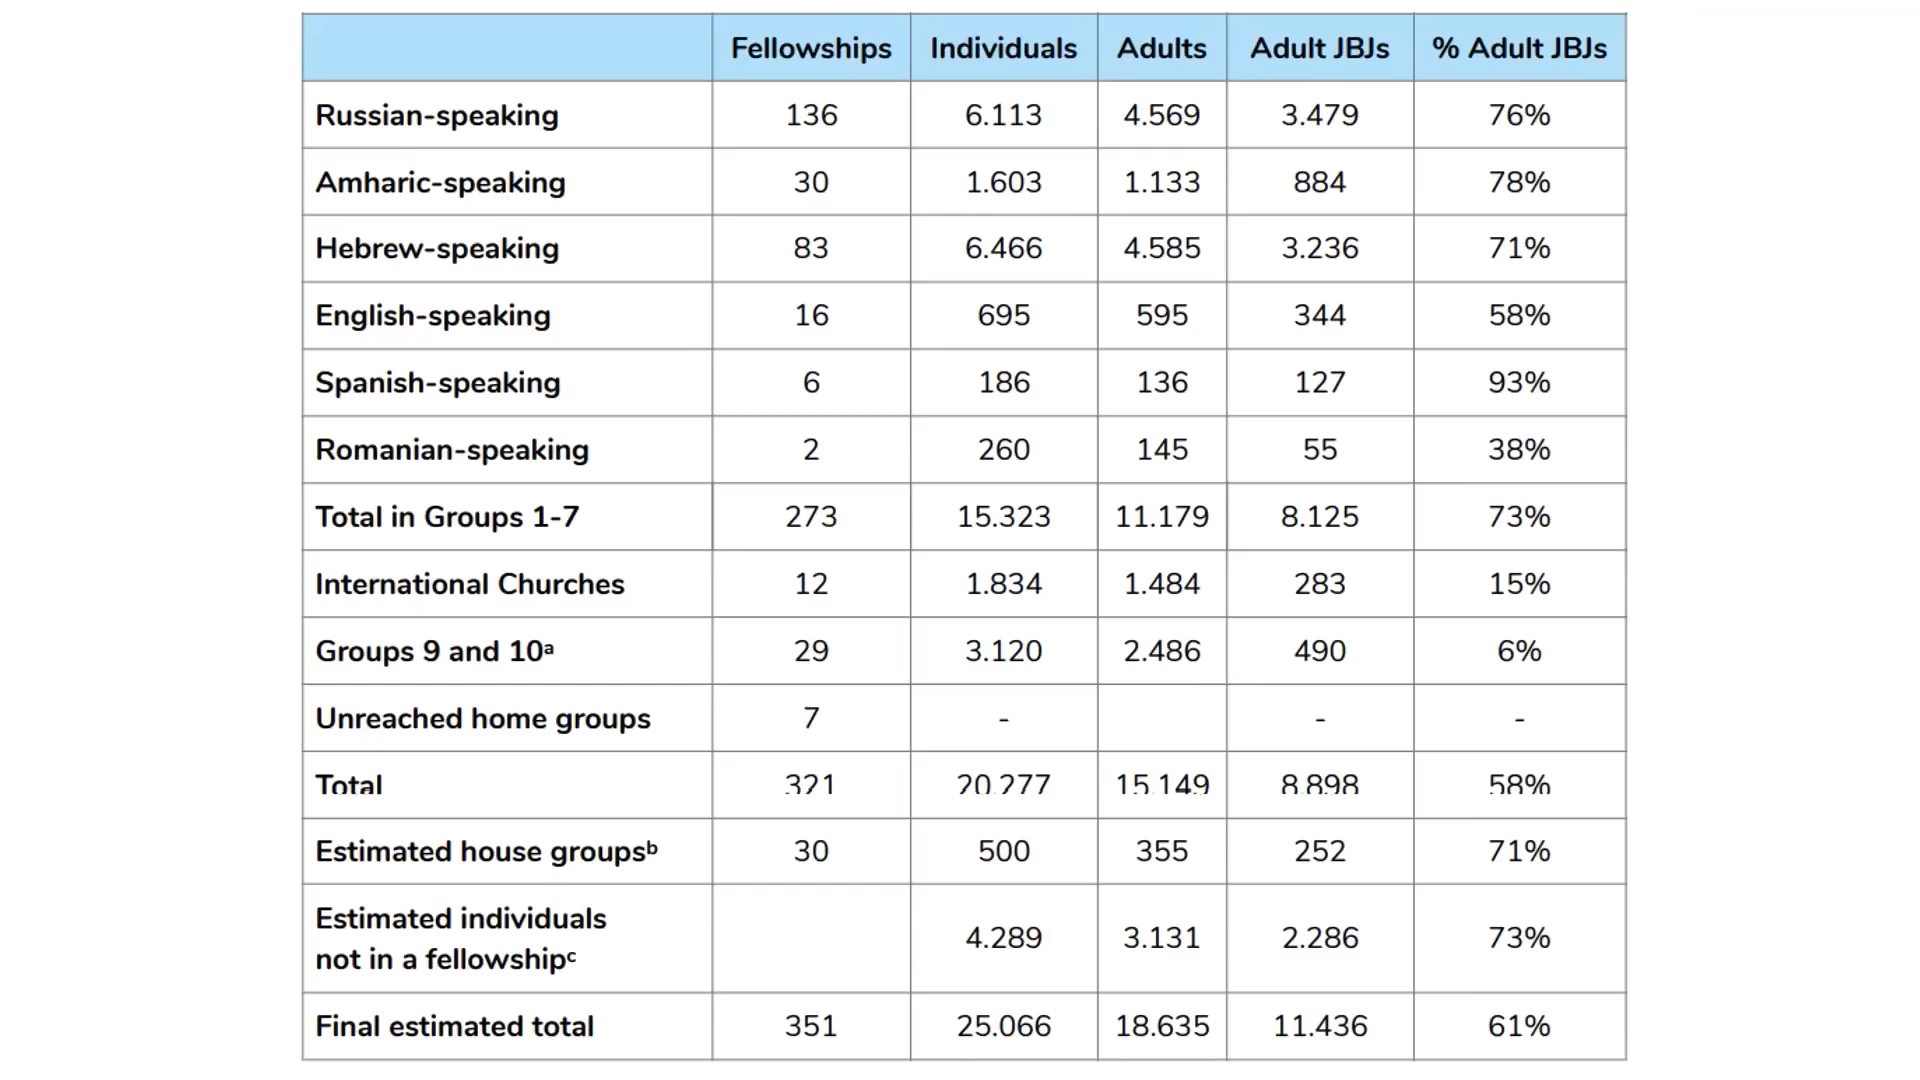 Fellowships Individuals Adults Adult JBJs % Adult JBJs
Russian-speaking 136 6.113 4.569 3.479 76%
Amharic-speaking 30 1.603 1.133 884 78%
Hebrew-speaking 83 6.466 4.585 3.236 71%
English-speaking 16 695 595 344 58%
Spanish-speaking 6 186 136 127 93%
Romanian-speaking 2 260 145 55 38%
Total in Groups 1-7 273 15.323 11.179 8.125 73%
International Churches 12 1.834 1.484 283 15%
Groups 9 and 10ᵃ 29 3.120 2.486 490 6%
Unreached home groups 7 - - -
Total 321 20.277 15.149 8.898 58%
Estimated house groupsᵇ 30 500 355 252 71%
Estimated individuals
not in a fellowshipᶜ 4.289 3.131 2.286 73%
Final estimated total 351 25.066 18.635 11.436 61%